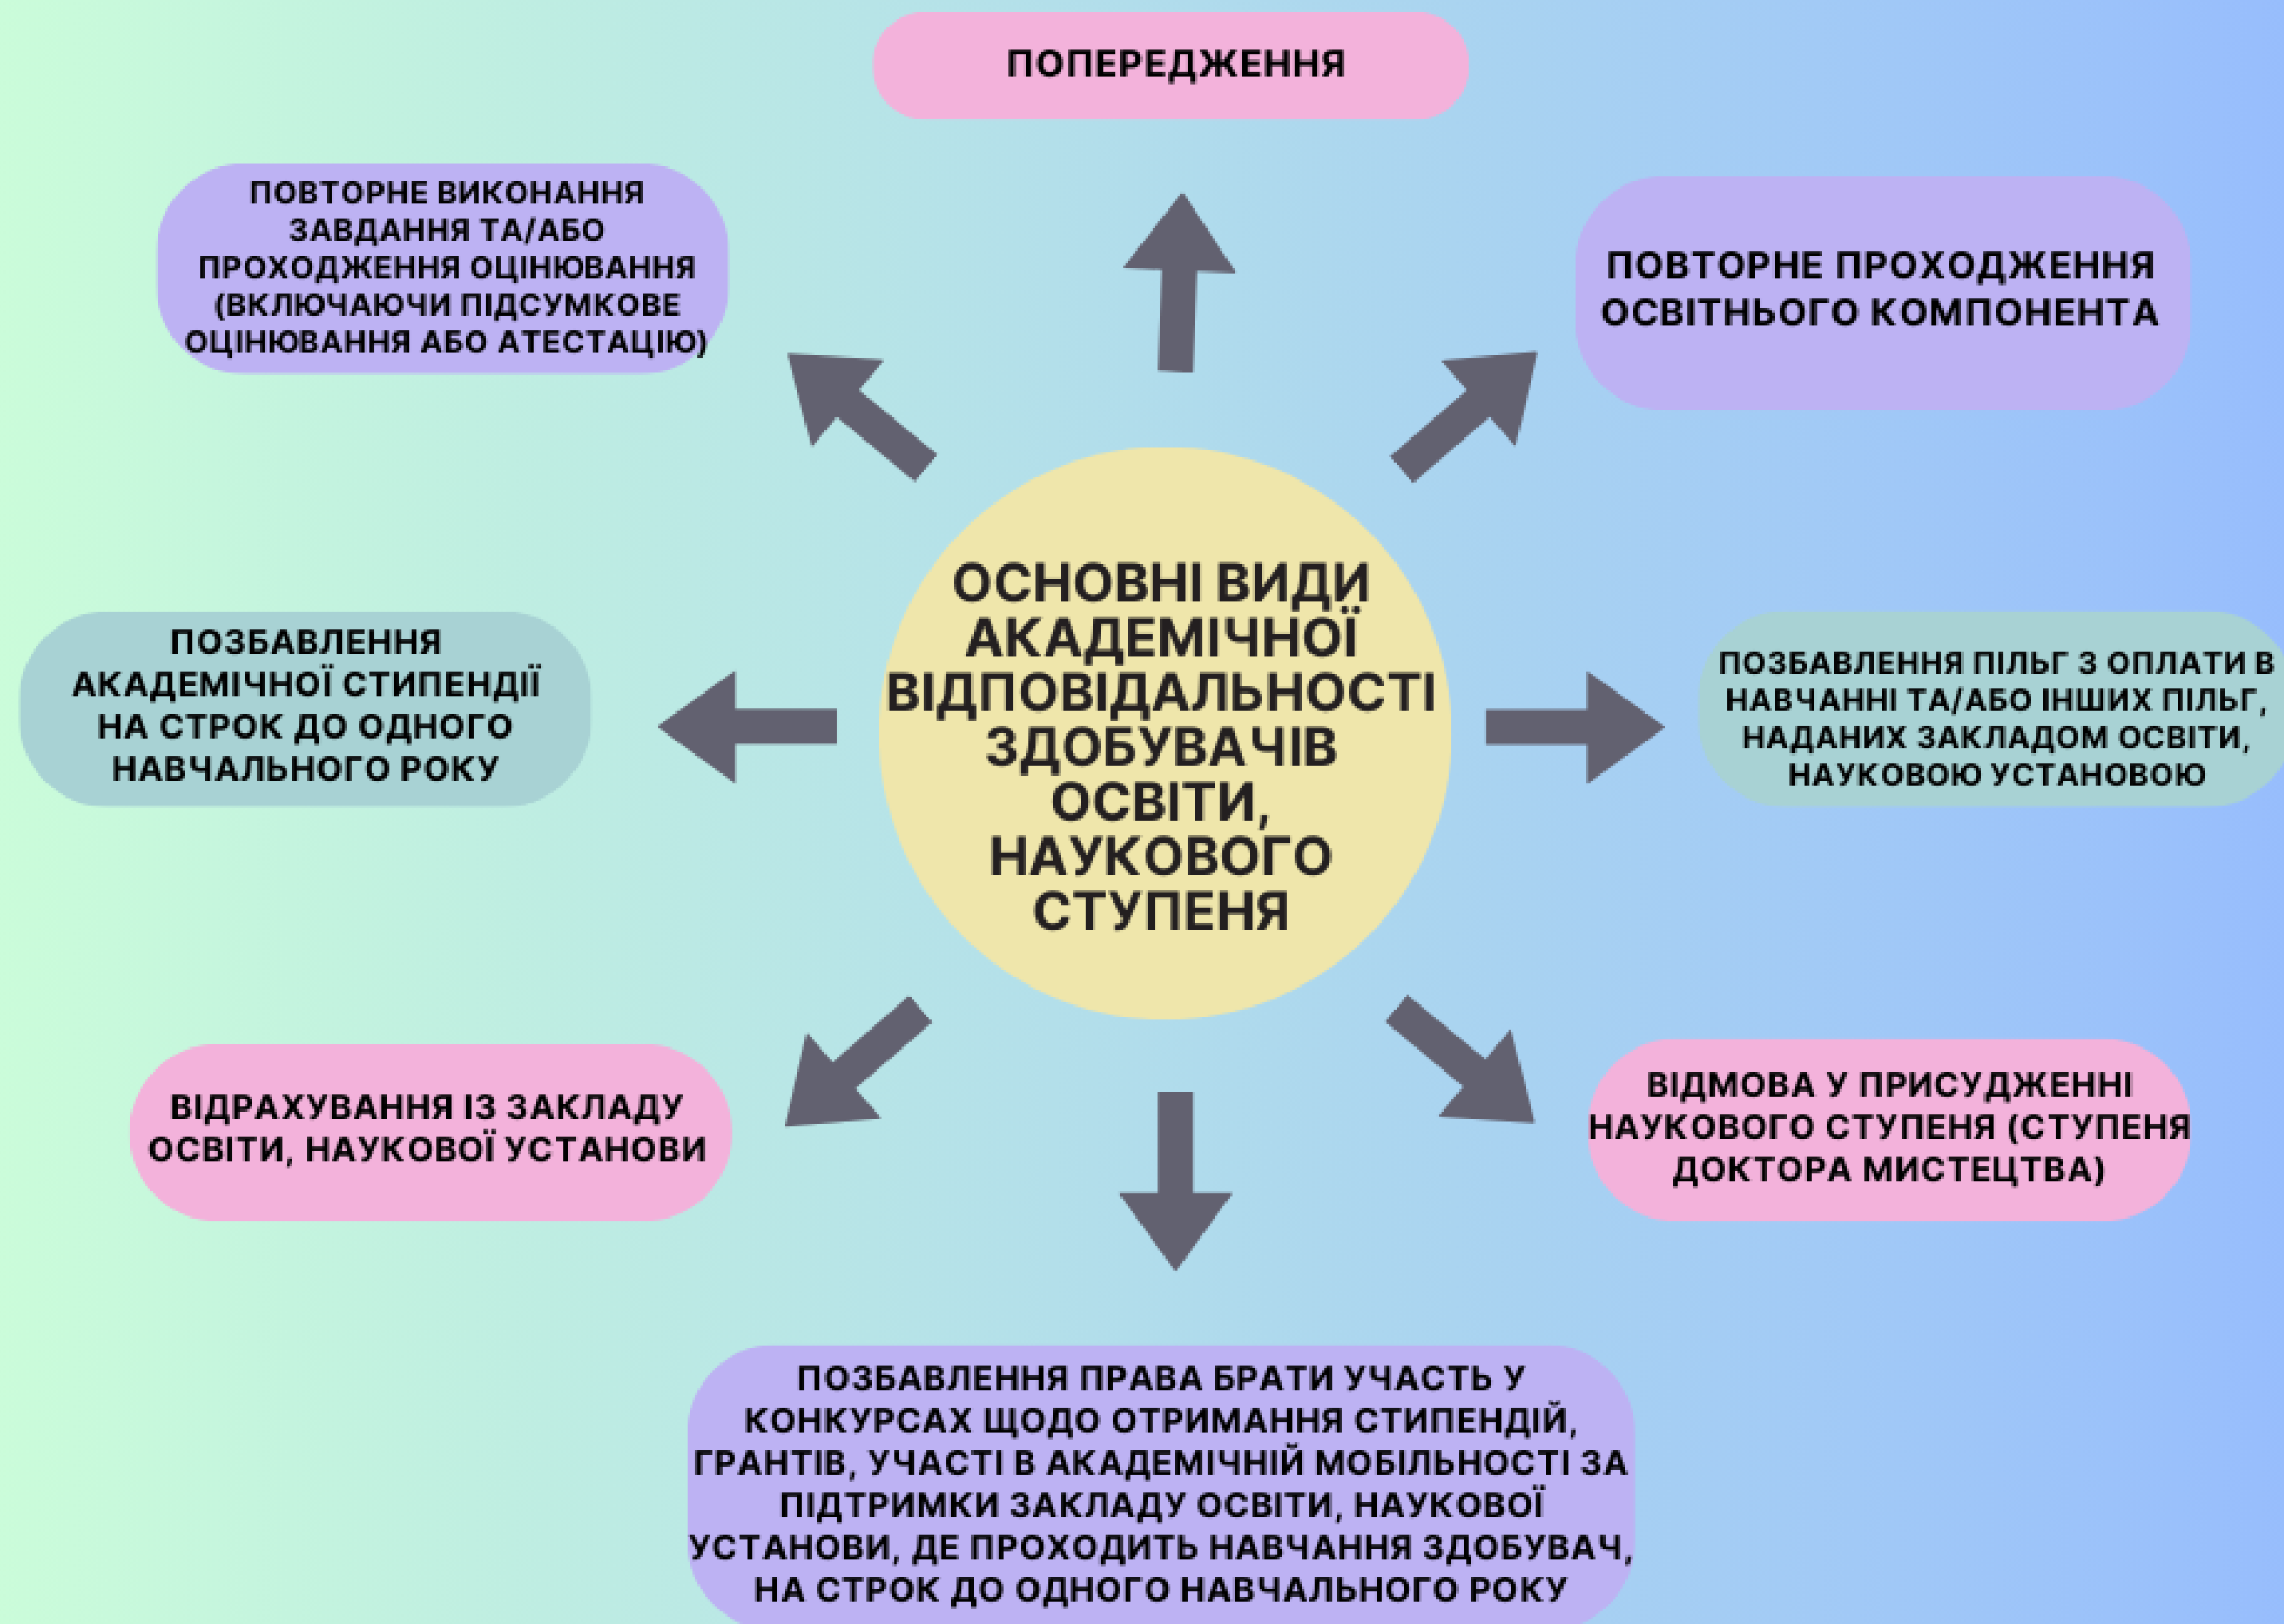 ПОПЕРЕДЖЕННЯ
ПОВТОРНЕ ВИКОНАННЯ
ЗАВДАННЯ ТА/АБО
ПРОХОДЖЕННЯ ОЦІНЮВАННЯ
(ВКЛЮЧАЮЧИ ПІДСУМКОВЕ
ОЦІНЮВАННЯ АБО АТЕСТАЦІЮ)
ПОВТОРНЕ ПРОХОДЖЕННЯ
ОСВІТНЬОГО КОМПОНЕНТА
ОСНОВНІ ВИДИ
АКАДЕМІЧНОЇ
ВІДПОВІДАЛЬНОСТІ
ЗДОБУВАЧІВ
ОСВІТИ,
НАУКОВОГО
СТУПЕНЯ
ПОЗБАВЛЕННЯ
АКАДЕМІЧНОЇ СТИПЕНДІЇ
НА СТРОК ДО ОДНОГО
НАВЧАЛЬНОГО РОКУ
ПОЗБАВЛЕННЯ ПІЛЬГ З ОПЛАТИ В
НАВЧАННІ ТА/АБО ІНШИХ ПІЛЬГ,
НАДАНИХ ЗАКЛАДОМ ОСВІТИ,
НАУКОВОЮ УСТАНОВОЮ
ВІДРАХУВАННЯ ІЗ ЗАКЛАДУ
ОСВІТИ, НАУКОВОЇ УСТАНОВИ
ВІДМОВА У ПРИСУДЖЕННІ
НАУКОВОГО СТУПЕНЯ (СТУПЕНЯ
ДОКТОРА МИСТЕЦТВА)
ПОЗБАВЛЕННЯ ПРАВА БРАТИ УЧАСТЬ У
КОНКУРСАХ ЩОДО ОТРИМАННЯ СТИПЕНДІЙ,
ГРАНТІВ, УЧАСТІ В АКАДЕМІЧНІЙ МОБІЛЬНОСТІ ЗА
ПІДТРИМКИ ЗАКЛАДУ ОСВІТИ, НАУКОВОЇ
УСТАНОВИ, ДЕ ПРОХОДИТЬ НАВЧАННЯ ЗДОБУВАЧ,
НА СТРОК ДО ОДНОГО НАВЧАЛЬНОГО РОКУ